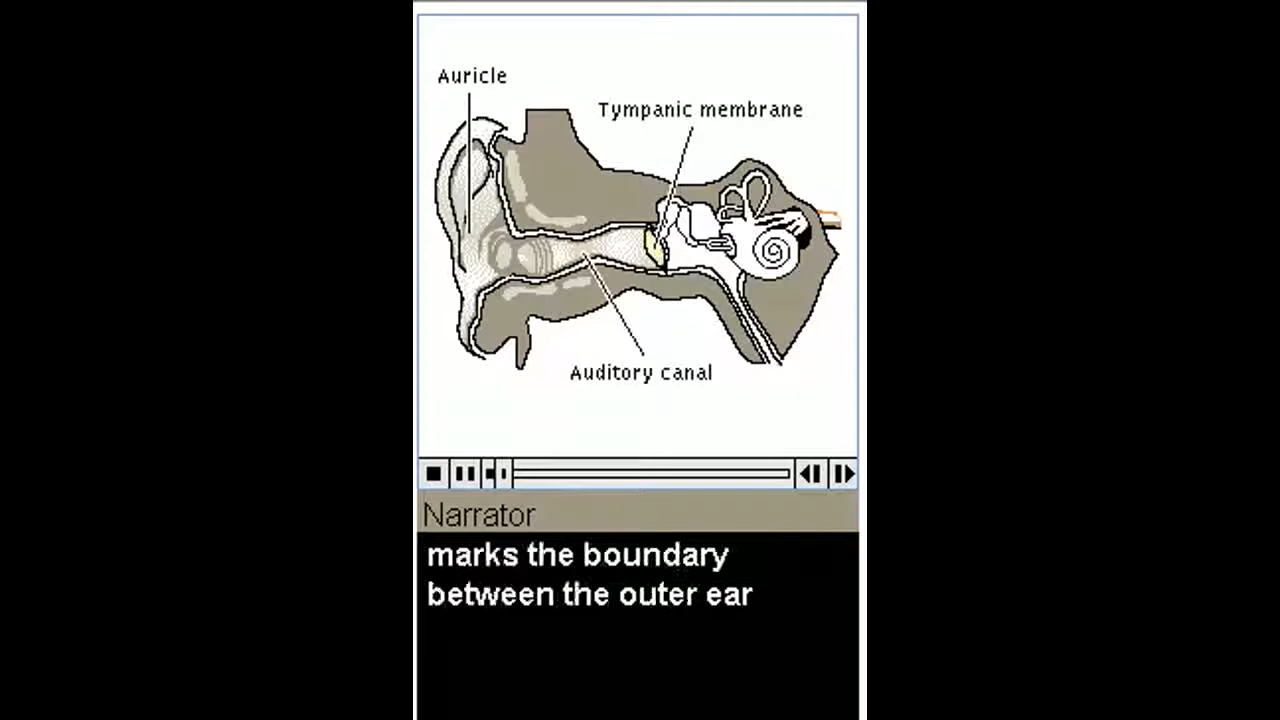 Auricle
Tympanic membrane
Auditory canal
Narrator
marks the boundary
between the outer ear